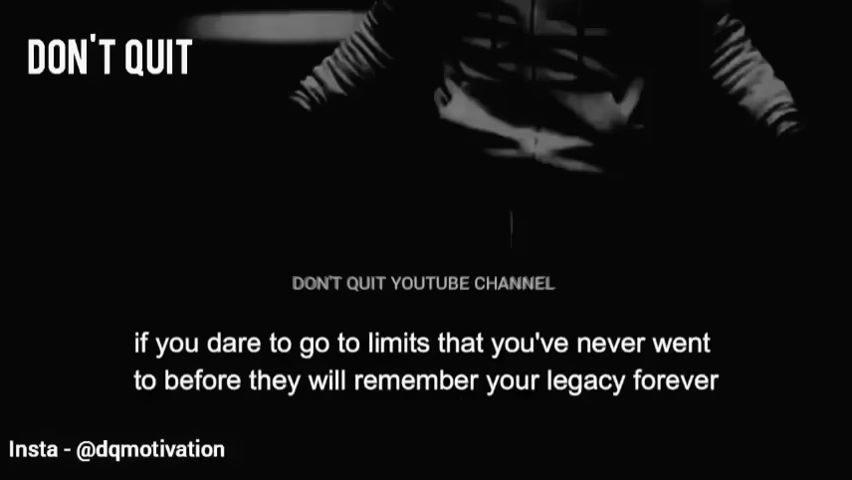 DON'T QUIT
DON'T QUIT YOUTUBE CHANNEL
if you dare to go to limits that you've never went
to before they will remember your legacy forever
Insta - @dqmotivation